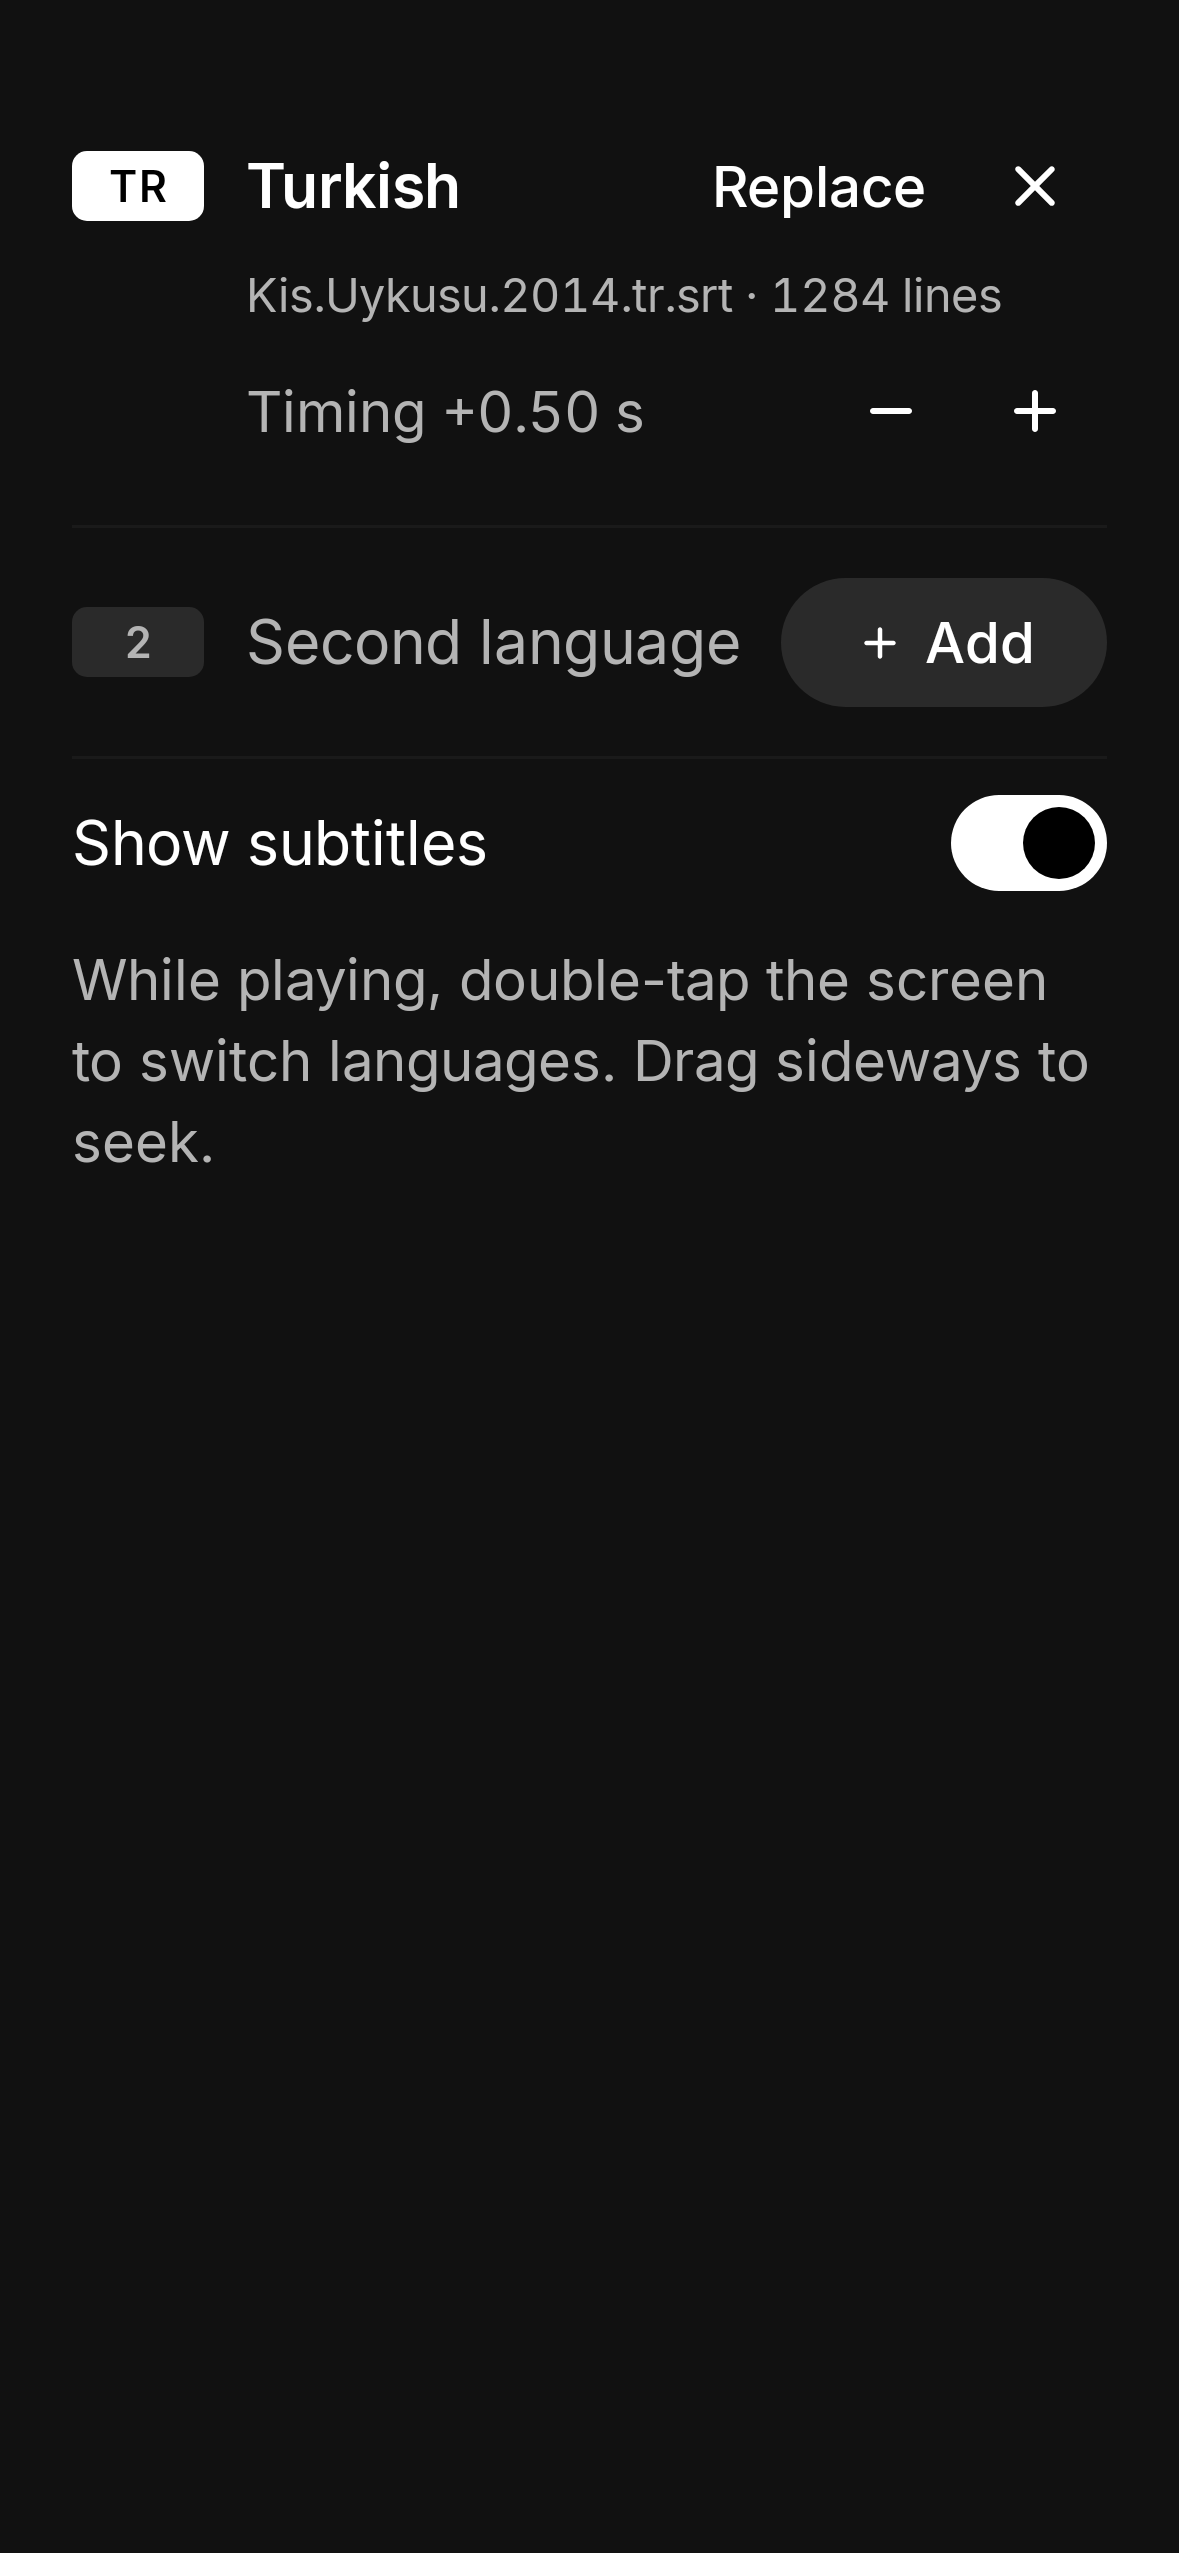 TR Turkish Replace
Kis.Uykusu.2014.tr.srt · 1284 lines
Timing +0.50 s
2 Second language + Add
Show subtitles
While playing, double-tap the screen
to switch languages. Drag sideways to
seek.